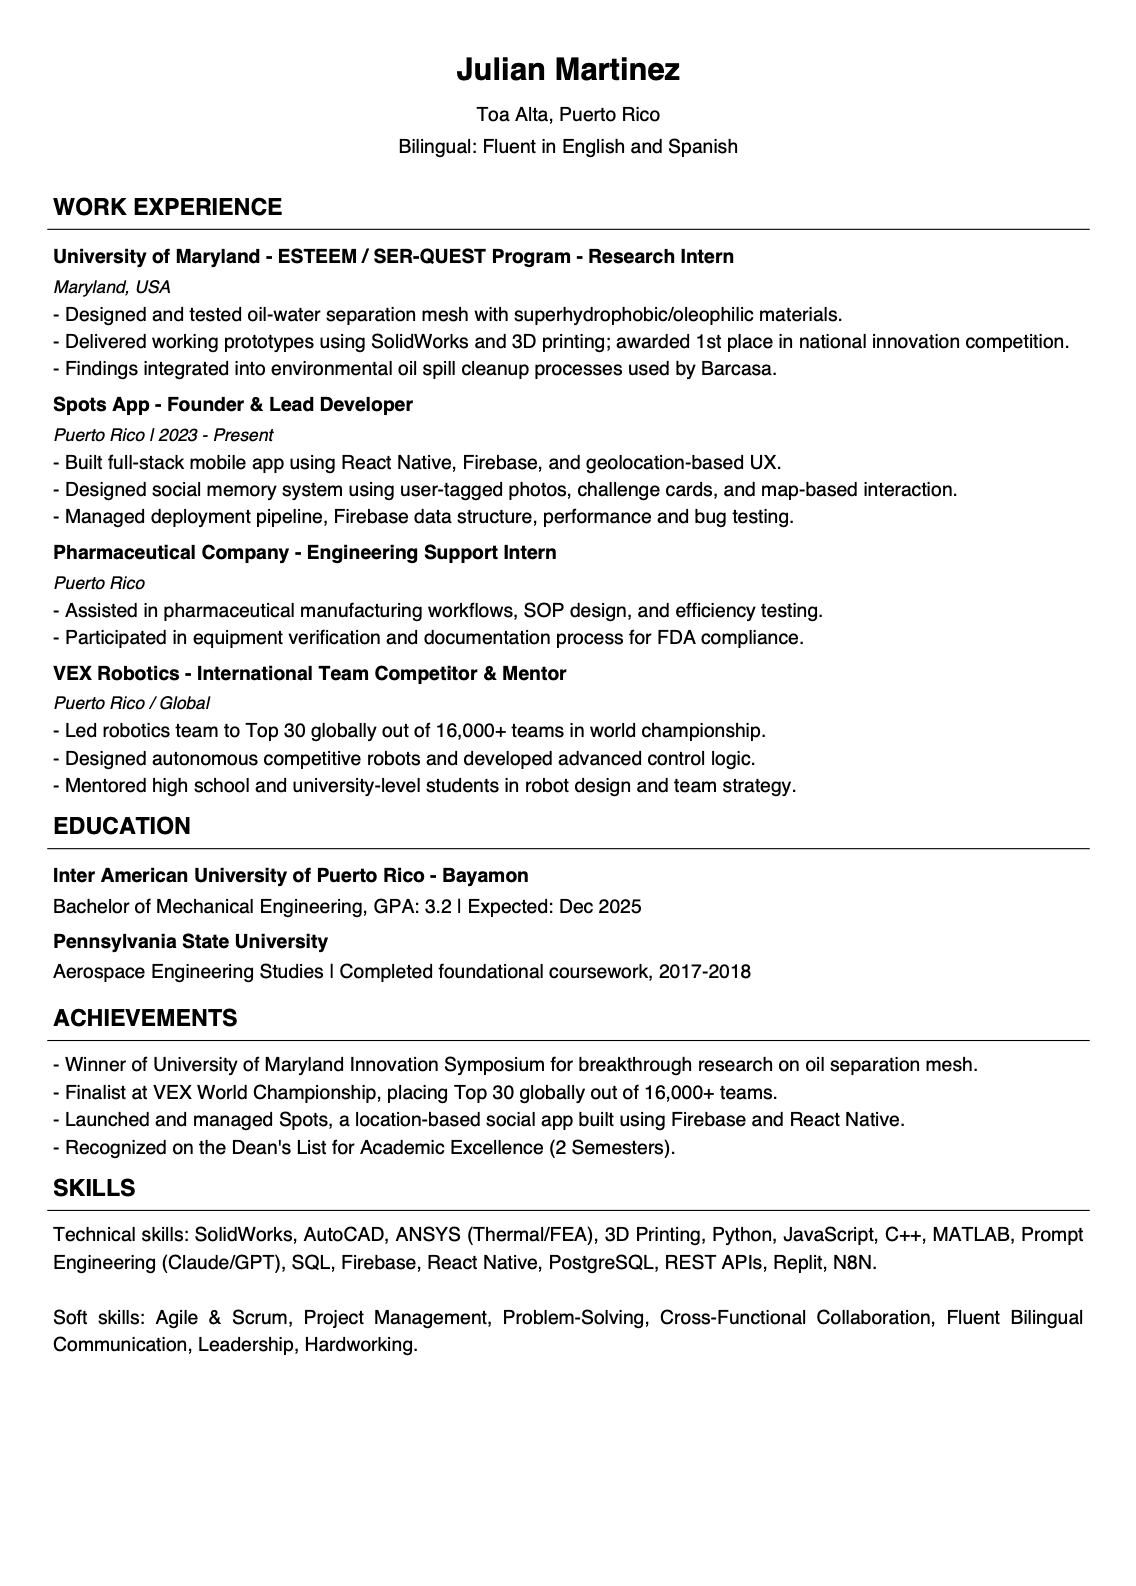 Julian Martinez
Toa Alta, Puerto Rico
Bilingual: Fluent in English and Spanish
WORK EXPERIENCE
University of Maryland - ESTEEM / SER-QUEST Program - Research Intern
Maryland, USA
- Designed and tested oil-water separation mesh with superhydrophobic/oleophilic materials.
- Delivered working prototypes using SolidWorks and 3D printing; awarded 1st place in national innovation competition.
- Findings integrated into environmental oil spill cleanup processes used by Barcasa.
Spots App - Founder & Lead Developer
Puerto Rico | 2023 - Present
- Built full-stack mobile app using React Native, Firebase, and geolocation-based UX.
- Designed social memory system using user-tagged photos, challenge cards, and map-based interaction.
- Managed deployment pipeline, Firebase data structure, performance and bug testing.
Pharmaceutical Company - Engineering Support Intern
Puerto Rico
- Assisted in pharmaceutical manufacturing workflows, SOP design, and efficiency testing.
- Participated in equipment verification and documentation process for FDA compliance.
VEX Robotics - International Team Competitor & Mentor
Puerto Rico / Global
- Led robotics team to Top 30 globally out of 16,000+ teams in world championship.
- Designed autonomous competitive robots and developed advanced control logic.
- Mentored high school and university-level students in robot design and team strategy.
EDUCATION
Inter American University of Puerto Rico - Bayamon
Bachelor of Mechanical Engineering, GPA: 3.2 | Expected: Dec 2025
Pennsylvania State University
Aerospace Engineering Studies | Completed foundational coursework, 2017-2018
ACHIEVEMENTS
- Winner of University of Maryland Innovation Symposium for breakthrough research on oil separation mesh.
- Finalist at VEX World Championship, placing Top 30 globally out of 16,000+ teams.
- Launched and managed Spots, a location-based social app built using Firebase and React Native.
- Recognized on the Dean's List for Academic Excellence (2 Semesters).
SKILLS
Technical skills: SolidWorks, AutoCAD, ANSYS (Thermal/FEA), 3D Printing, Python, JavaScript, C++, MATLAB, Prompt
Engineering (Claude/GPT), SQL, Firebase, React Native, PostgreSQL, REST APIs, Replit, N8N.
Soft skills: Agile & Scrum, Project Management, Problem-Solving, Cross-Functional Collaboration, Fluent Bilingual
Communication, Leadership, Hardworking.